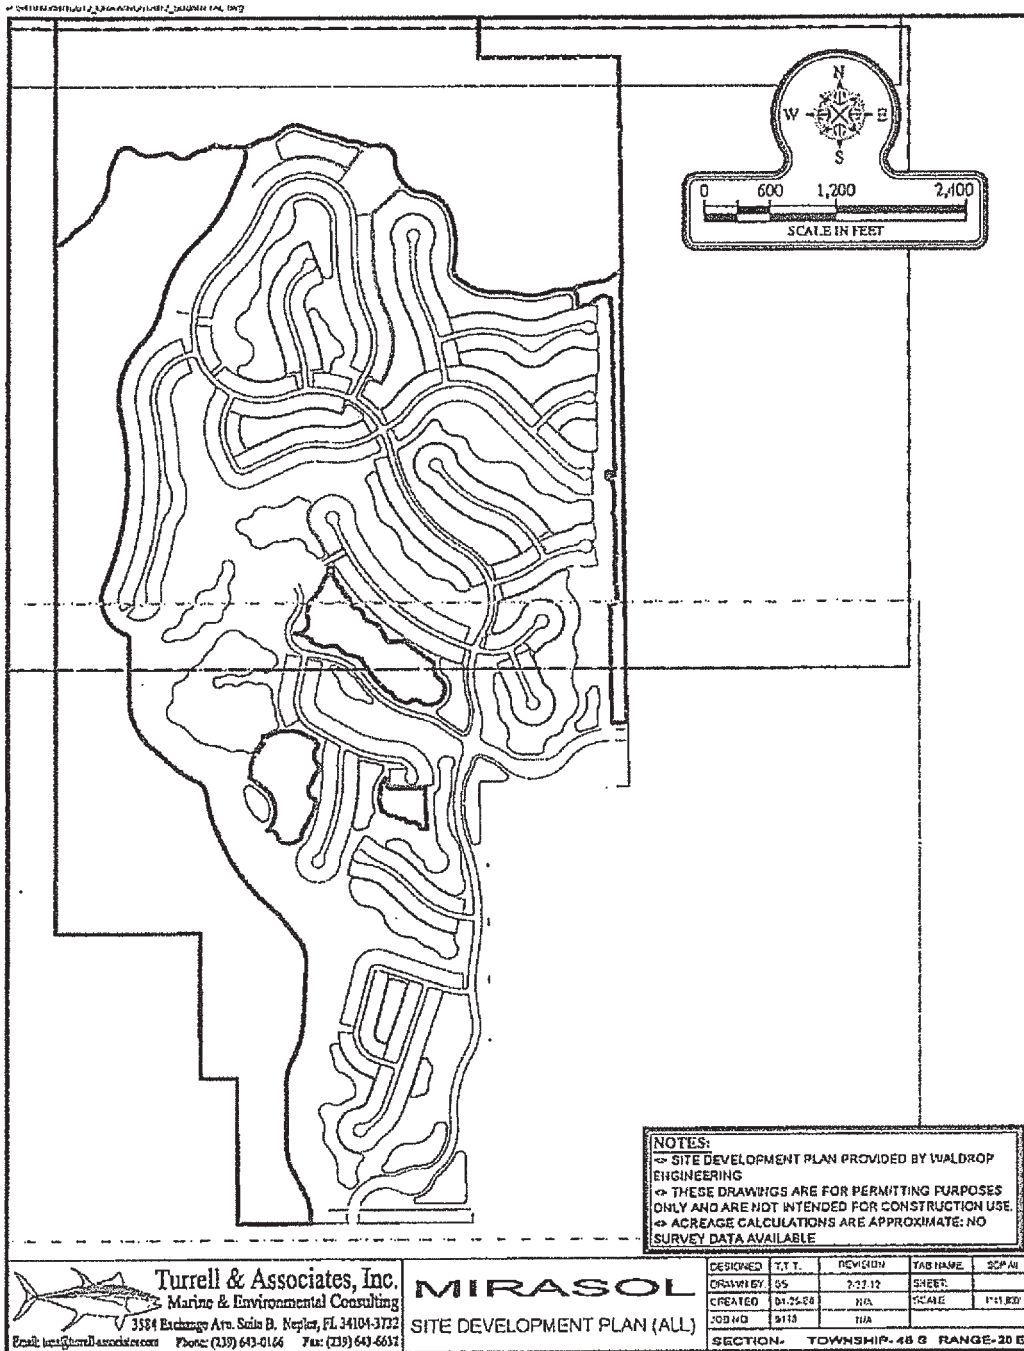 N
W E
S
0 600 1,200 2,400
SCALE IN FEET
NOTES:
<> SITE DEVELOPMENT PLAN PROVIDED BY WALDROP
ENGINEERING
<> THESE DRAWINGS ARE FOR PERMITTING PURPOSES
ONLY AND ARE NOT INTENDED FOR CONSTRUCTION USE.
<> ACREAGE CALCULATIONS ARE APPROXIMATE: NO
SURVEY DATA AVAILABLE
Turrell & Associates, Inc.
Marine & Environmental Consulting
3584 Exchange Ave. Suite B. Naples, FL 34104-3732
Phone: (239) 643-0166 Fax: (239) 643-6632
MIRASOL
SITE DEVELOPMENT PLAN (ALL)
DESIGNED T.T.T. REVISION TAB NAME
DRAWN BY SHEET
CREATED N/A SCALE
JOB NO N/A
SECTION- TOWNSHIP- RANGE-